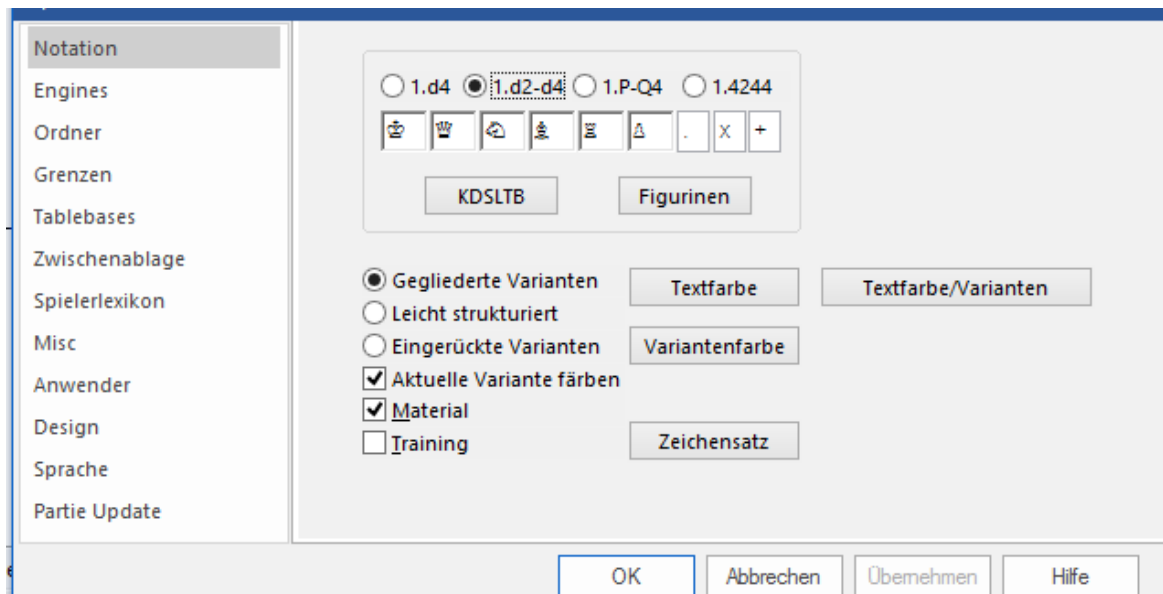 Notation
Engines
Ordner
Grenzen
Tablebases
Zwischenablage
Spielerlexikon
Misc
Anwender
Design
Sprache
Partie Update
1.d4 1.d2-d4 1.P-Q4 1.4244
♔ ♕ ♘ ♗ ♖ ♙ . x +
KDSLTB Figurinen
Gegliederte Varianten Textfarbe Textfarbe/Varianten
Leicht strukturiert
Eingerückte Varianten Variantenfarbe
Aktuelle Variante färben
Material
Training Zeichensatz
OK Abbrechen Übernehmen Hilfe